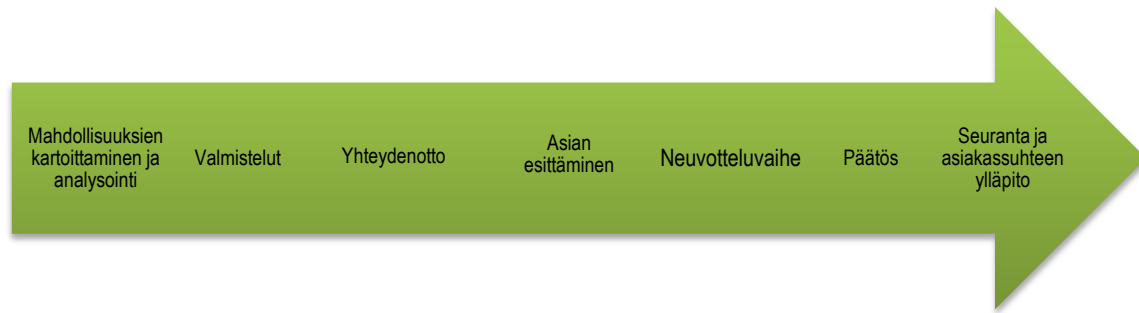 Mahdollisuuksien
kartoittaminen ja
analysointi
Valmistelut
Yhteydenotto
Asian
esittäminen
Neuvotteluvaihe
Päätös
Seuranta ja
asiakassuhteen
ylläpito